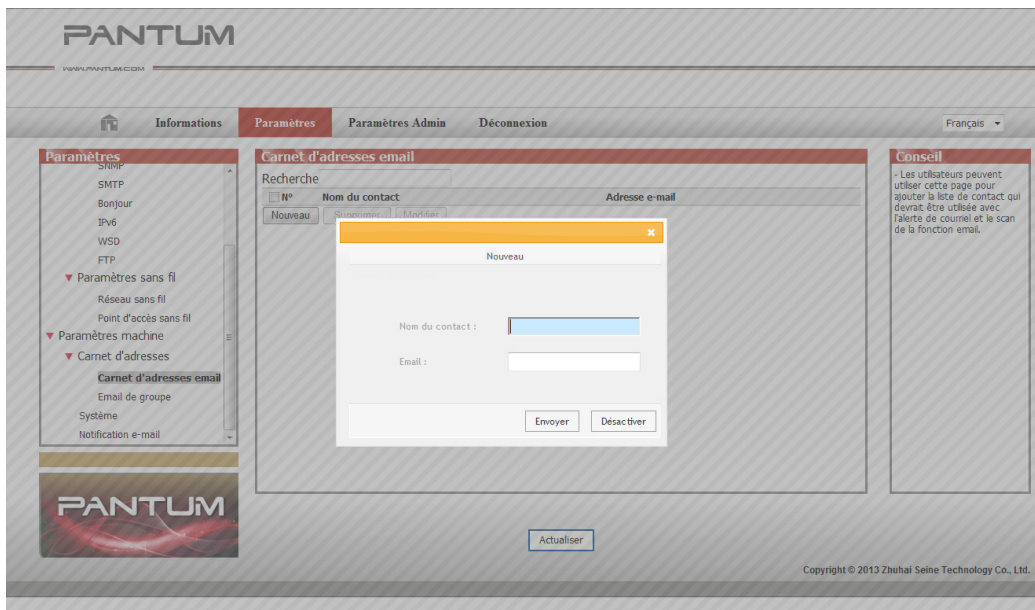 PANTUM
WWW.PANTUM.COM
Informations
Paramètres
Paramètres Admin
Déconnexion
Français
Paramètres
SNMP
SMTP
Bonjour
IPv6
WSD
FTP
Paramètres sans fil
Réseau sans fil
Point d'accès sans fil
Paramètres machine
Carnet d'adresses
Carnet d'adresses email
Email de groupe
Système
Notification e-mail
PANTUM
Carnet d'adresses email
Recherche
Nº Nom du contact Adresse e-mail
Nouveau Supprimer Modifier
Nouveau
Nom du contact :
Email :
Envoyer Désactiver
Actualiser
Conseil
- Les utilisateurs peuvent
utiliser cette page pour
ajouter la liste de contact qui
devrait être utilisée avec
l'alerte de courriel et le scan
de la fonction email.
Copyright © 2013 Zhuhai Seine Technology Co., Ltd.